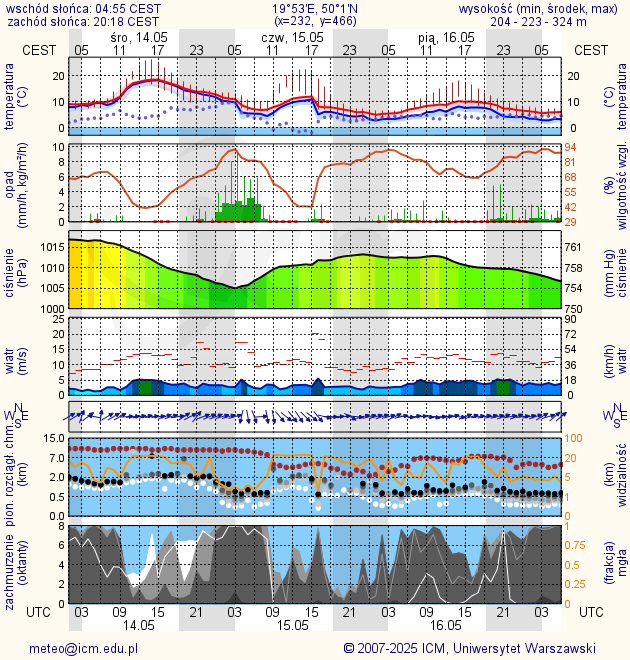 wschód słońca: 04:55 CEST 19°53'E, 50°1'N wysokość (min, środek, max)
zachód słońca: 20:18 CEST (x=232, y=466) 204 - 223 - 324 m
śro, 14.05 czw, 15.05 pią, 16.05
CEST 05 11 17 23 05 11 17 23 05 11 17 23 05 CEST
temperatura (°C) 20 10 0 20 10 0 temperatura (°C)
opad (mm/h, kg/m²/h) 10 8 6 4 2 0 94 81 68 55 42 29 wilgotność wzgl. (%)
ciśnienie (hPa) 1015 1010 1005 1000 761 758 754 750 ciśnienie (mm Hg)
wiatr (m/s) 25 20 15 10 5 0 90 72 54 36 18 0 wiatr (km/h)
N W E S N W E S
pion. rozciągł. chm. (km) 15.0 7.0 2.0 0.5 0.0 100 20 5 1 0 widzialność (km)
zachmurzenie (oktanty) 8 6 4 2 0 1 0.75 0.5 0.25 0 mgła (frakcja)
UTC 03 09 15 21 03 09 15 21 03 09 15 21 03 UTC
14.05 15.05 16.05
meteo@icm.edu.pl © 2007-2025 ICM, Uniwersytet Warszawski